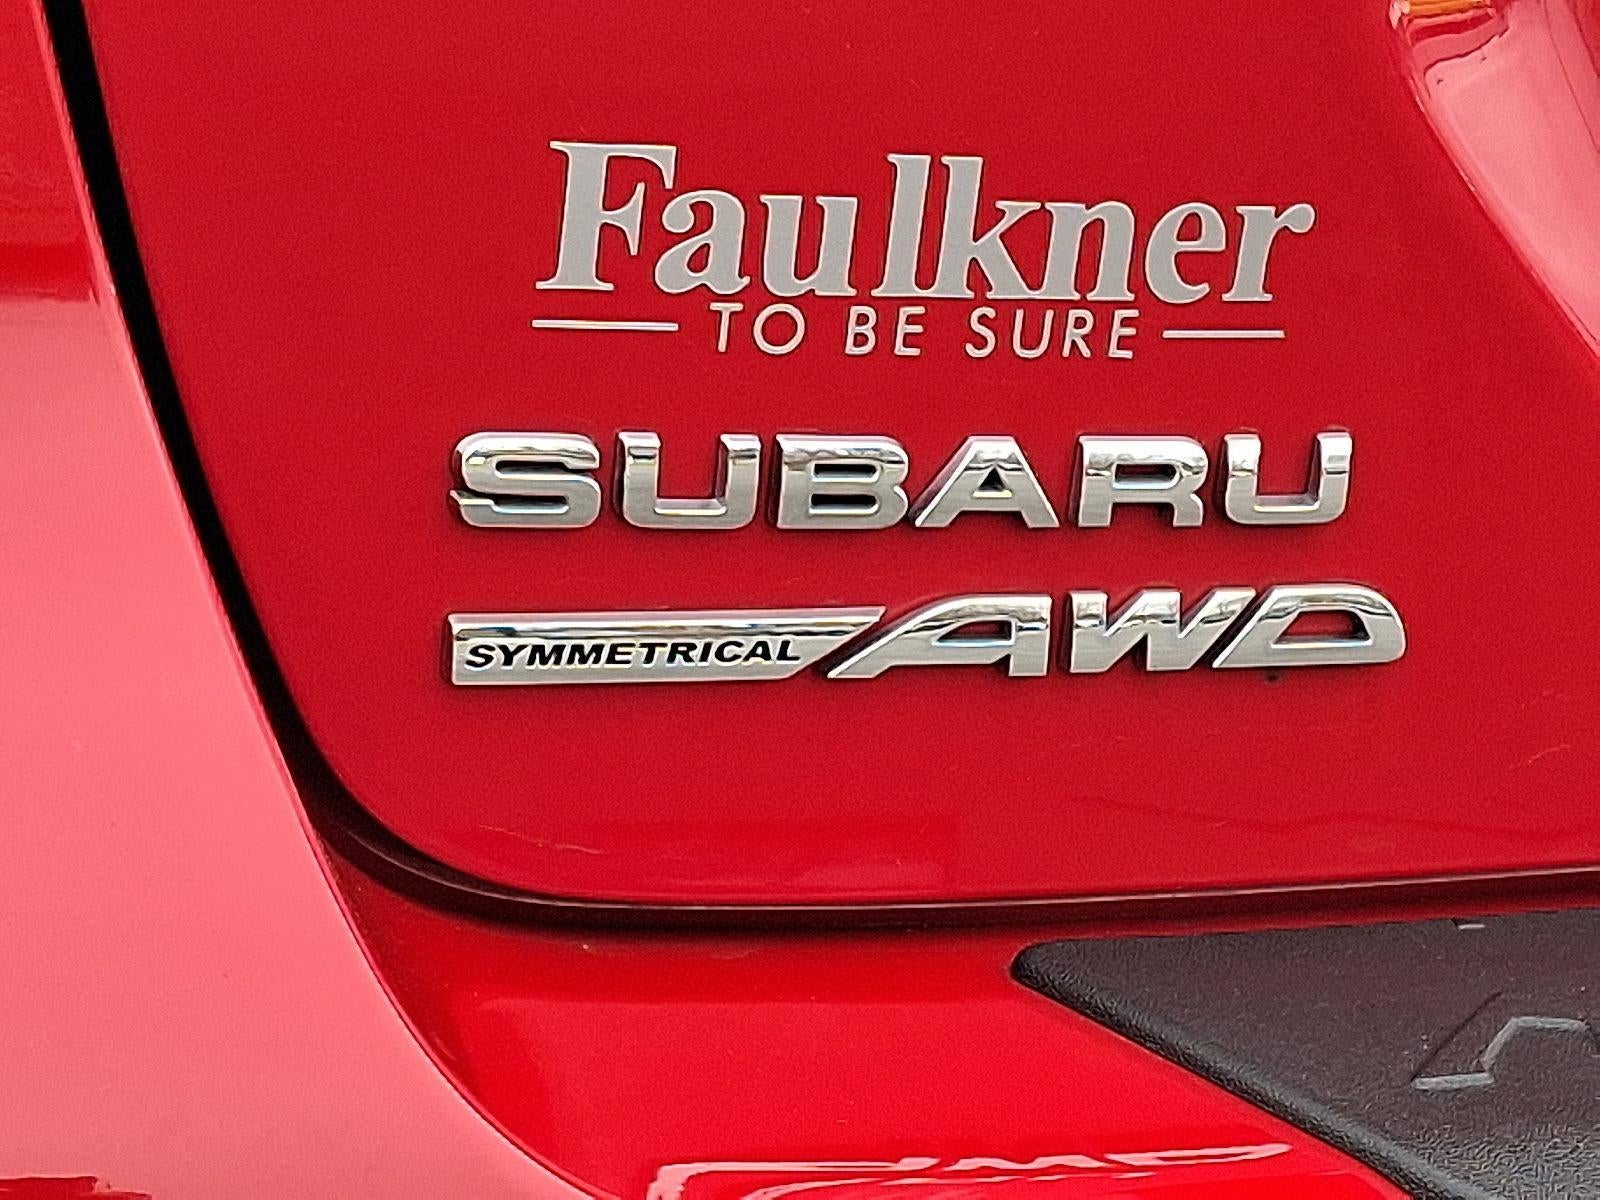 Faulkner
TO BE SURE
SUBARU
SYMMETRICAL AWD